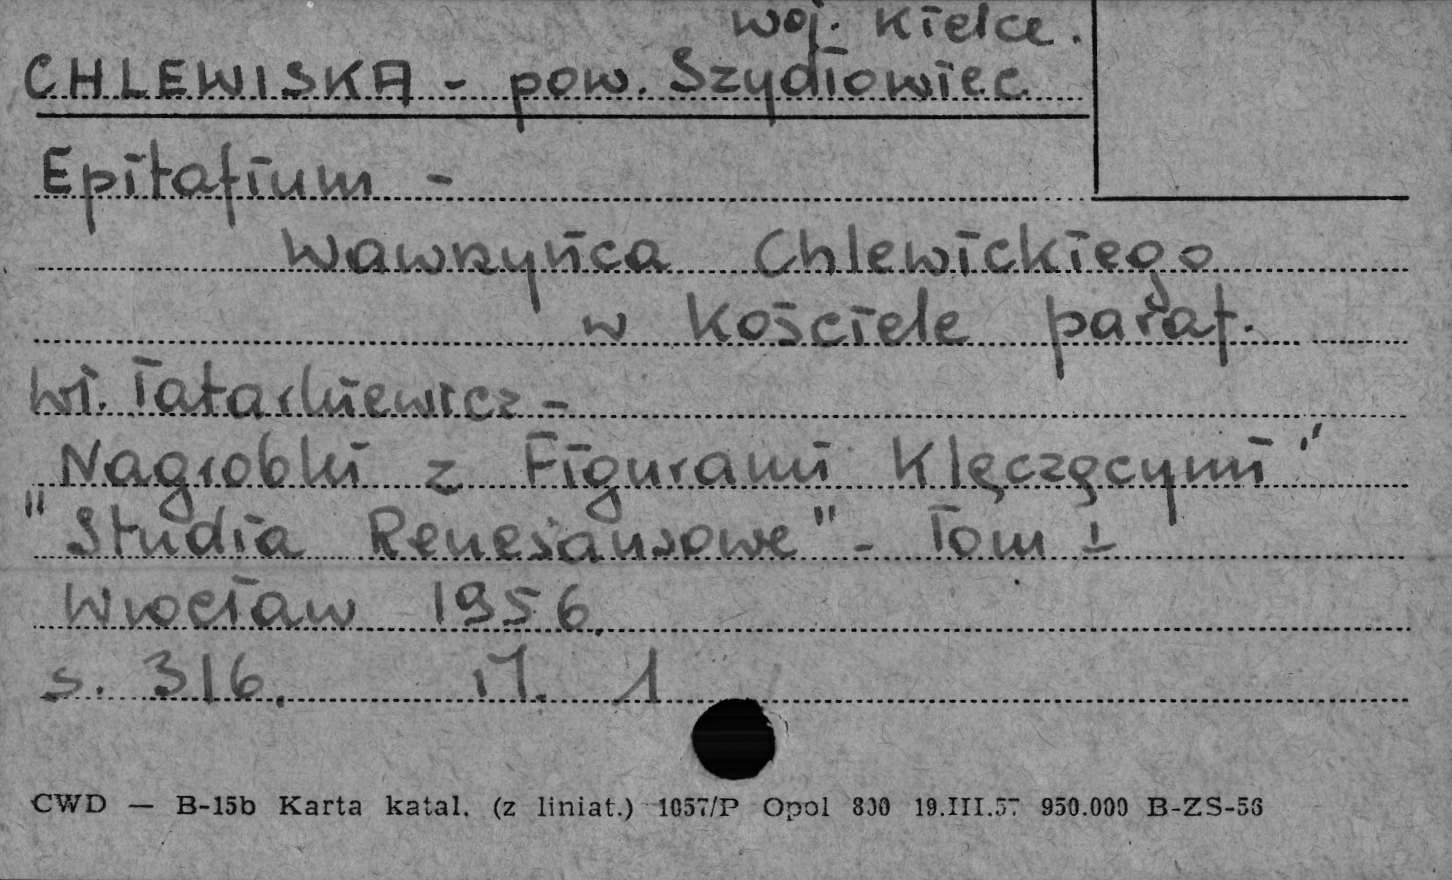 woj. Kielce.
CHLEWISKA - pow. Szydłowiec
Epitafium -
Wawrzyńca Chlewickiego
w Kościele paraf.
Wł. Tatarkiewicz -
Nagrobki z Figurami Klęczącymi"
"Studia Renesansowe" - Tom I
Wrocław 1956.
s. 316. il. 1
CWD — B-15b Karta katal. (z liniat.) 1057/P Opol 800 19.III.57 950.000 B-ZS-56